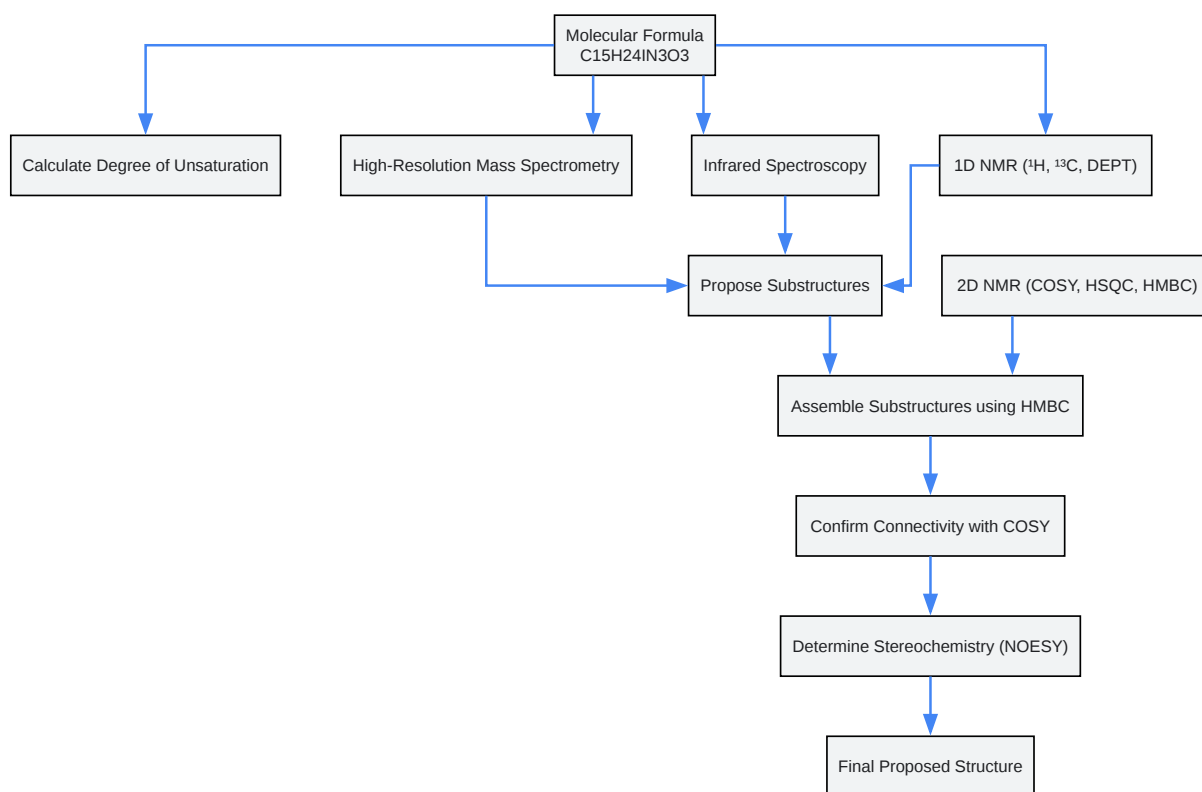 Molecular Formula
C15H24IN3O3
Calculate Degree of Unsaturation
High-Resolution Mass Spectrometry
Infrared Spectroscopy
1D NMR (¹H, ¹³C, DEPT)
Propose Substructures
2D NMR (COSY, HSQC, HMBC)
Assemble Substructures using HMBC
Confirm Connectivity with COSY
Determine Stereochemistry (NOESY)
Final Proposed Structure